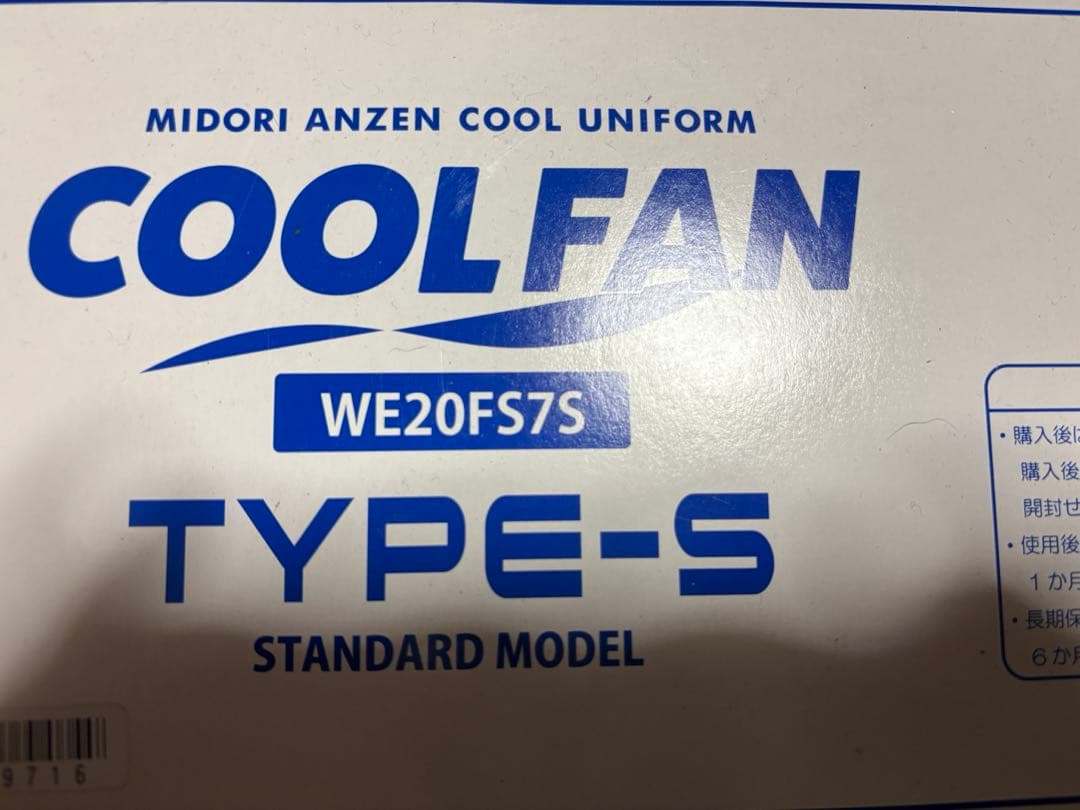 MIDORI ANZEN COOL UNIFORM
COOLFAN
WE20FS7S
TYPE-S
STANDARD MODEL
・購入後は
購入後
開封せ
・使用後
1か月
・長期保
6か月
9716